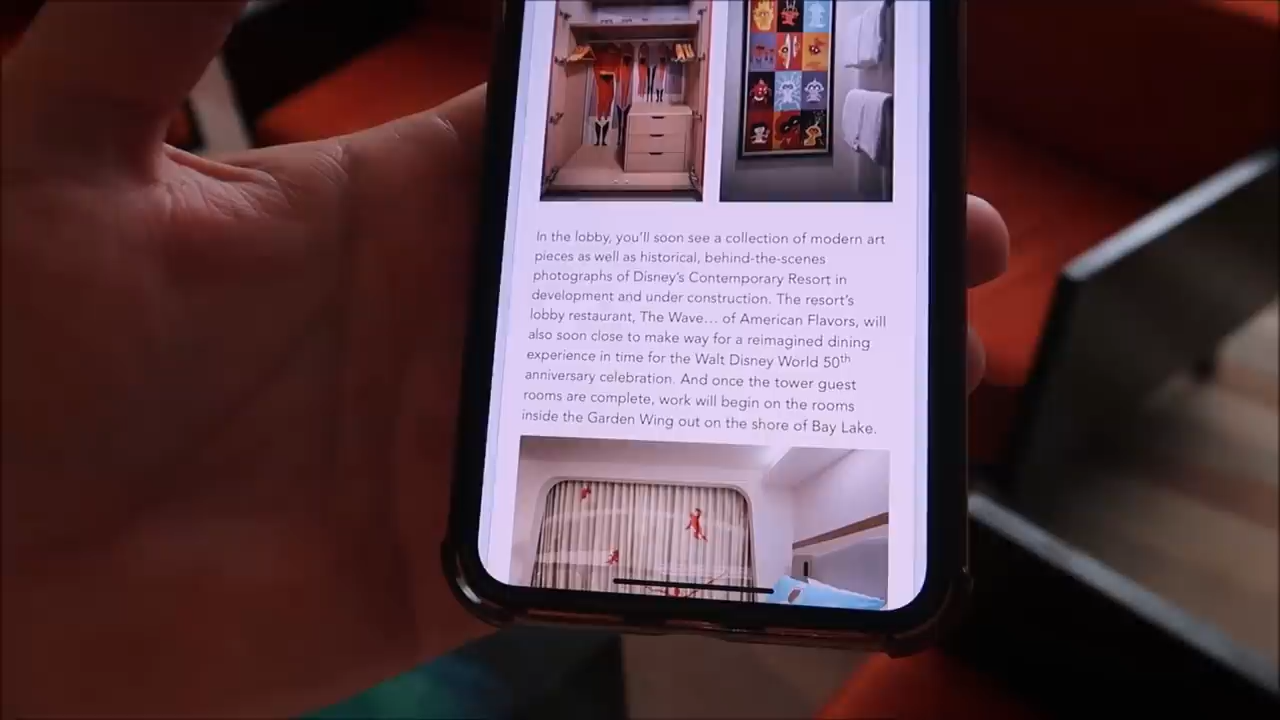 In the lobby, you'll soon see a collection of modern art
pieces as well as historical, behind-the-scenes
photographs of Disney's Contemporary Resort in
development and under construction. The resort's
lobby restaurant, The Wave… of American Flavors, will
also soon close to make way for a reimagined dining
experience in time for the Walt Disney World 50th
anniversary celebration. And once the tower guest
rooms are complete, work will begin on the rooms
inside the Garden Wing out on the shore of Bay Lake.